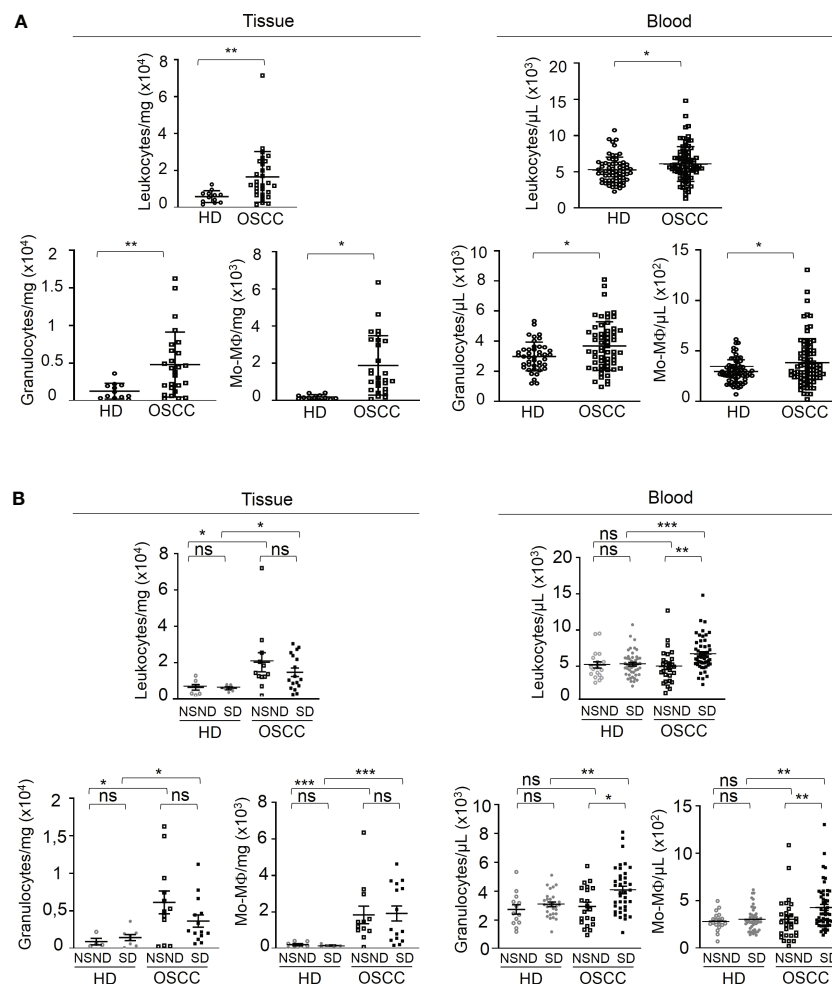 A
Tissue
Blood
Leukocytes/mg (x10⁴)
8
6
4
2
0
**
HD
OSCC
Leukocytes/µL (x10³)
20
15
10
5
0
*
HD
OSCC
Granulocytes/mg (x10⁴)
2
1.5
1
0.5
0
**
HD
OSCC
Mo-MΦ/mg (x10³)
8
6
4
2
0
*
HD
OSCC
Granulocytes/µL (x10³)
10
8
6
4
2
0
*
HD
OSCC
Mo-MΦ/µL (x10²)
15
10
5
0
*
HD
OSCC
B
Tissue
Blood
Leukocytes/mg (x10⁴)
8
6
4
2
0
* *
ns ns
NSND SD NSND SD
HD OSCC
Leukocytes/µL (x10³)
20
15
10
5
0
ns ***
ns **
NSND SD NSND SD
HD OSCC
Granulocytes/mg (x10⁴)
2
1,5
1
0,5
0
* *
ns ns
NSND SD NSND SD
HD OSCC
Mo-MΦ/mg (x10³)
8
6
4
2
0
*** ***
ns ns
NSND SD NSND SD
HD OSCC
Granulocytes/µL (x10³)
10
8
6
4
2
0
ns **
ns *
NSND SD NSND SD
HD OSCC
Mo-MΦ/µL (x10²)
15
10
5
0
ns **
ns **
NSND SD NSND SD
HD OSCC